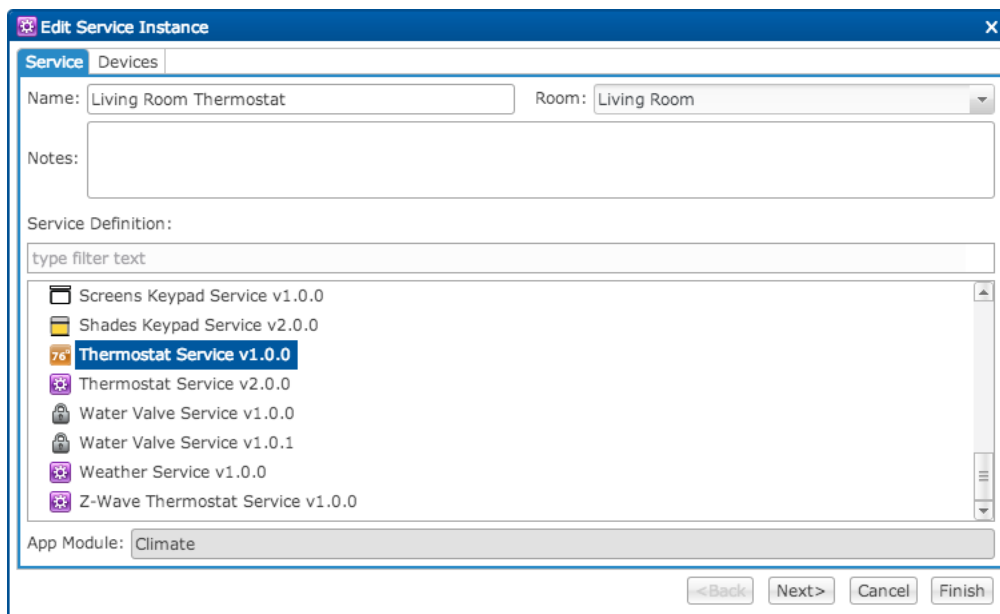 Edit Service Instance X
Service Devices
Name: Living Room Thermostat Room: Living Room
Notes:
Service Definition:
type filter text
Screens Keypad Service v1.0.0
Shades Keypad Service v2.0.0
76° Thermostat Service v1.0.0
Thermostat Service v2.0.0
Water Valve Service v1.0.0
Water Valve Service v1.0.1
Weather Service v1.0.0
Z-Wave Thermostat Service v1.0.0
App Module: Climate
<Back Next> Cancel Finish